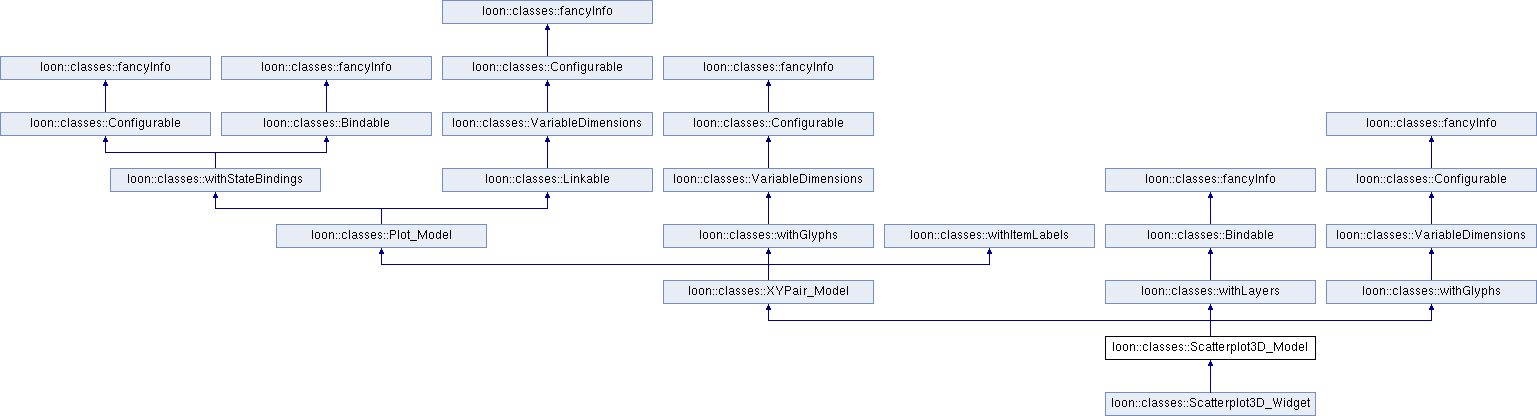 loon::classes::fancyInfo
loon::classes::fancyInfo
loon::classes::fancyInfo
loon::classes::Configurable
loon::classes::fancyInfo
loon::classes::Configurable
loon::classes::Bindable
loon::classes::VariableDimensions
loon::classes::Configurable
loon::classes::fancyInfo
loon::classes::withStateBindings
loon::classes::Linkable
loon::classes::VariableDimensions
loon::classes::fancyInfo
loon::classes::Configurable
loon::classes::Plot_Model
loon::classes::withGlyphs
loon::classes::withItemLabels
loon::classes::Bindable
loon::classes::VariableDimensions
loon::classes::XYPair_Model
loon::classes::withLayers
loon::classes::withGlyphs
loon::classes::Scatterplot3D_Model
loon::classes::Scatterplot3D_Widget